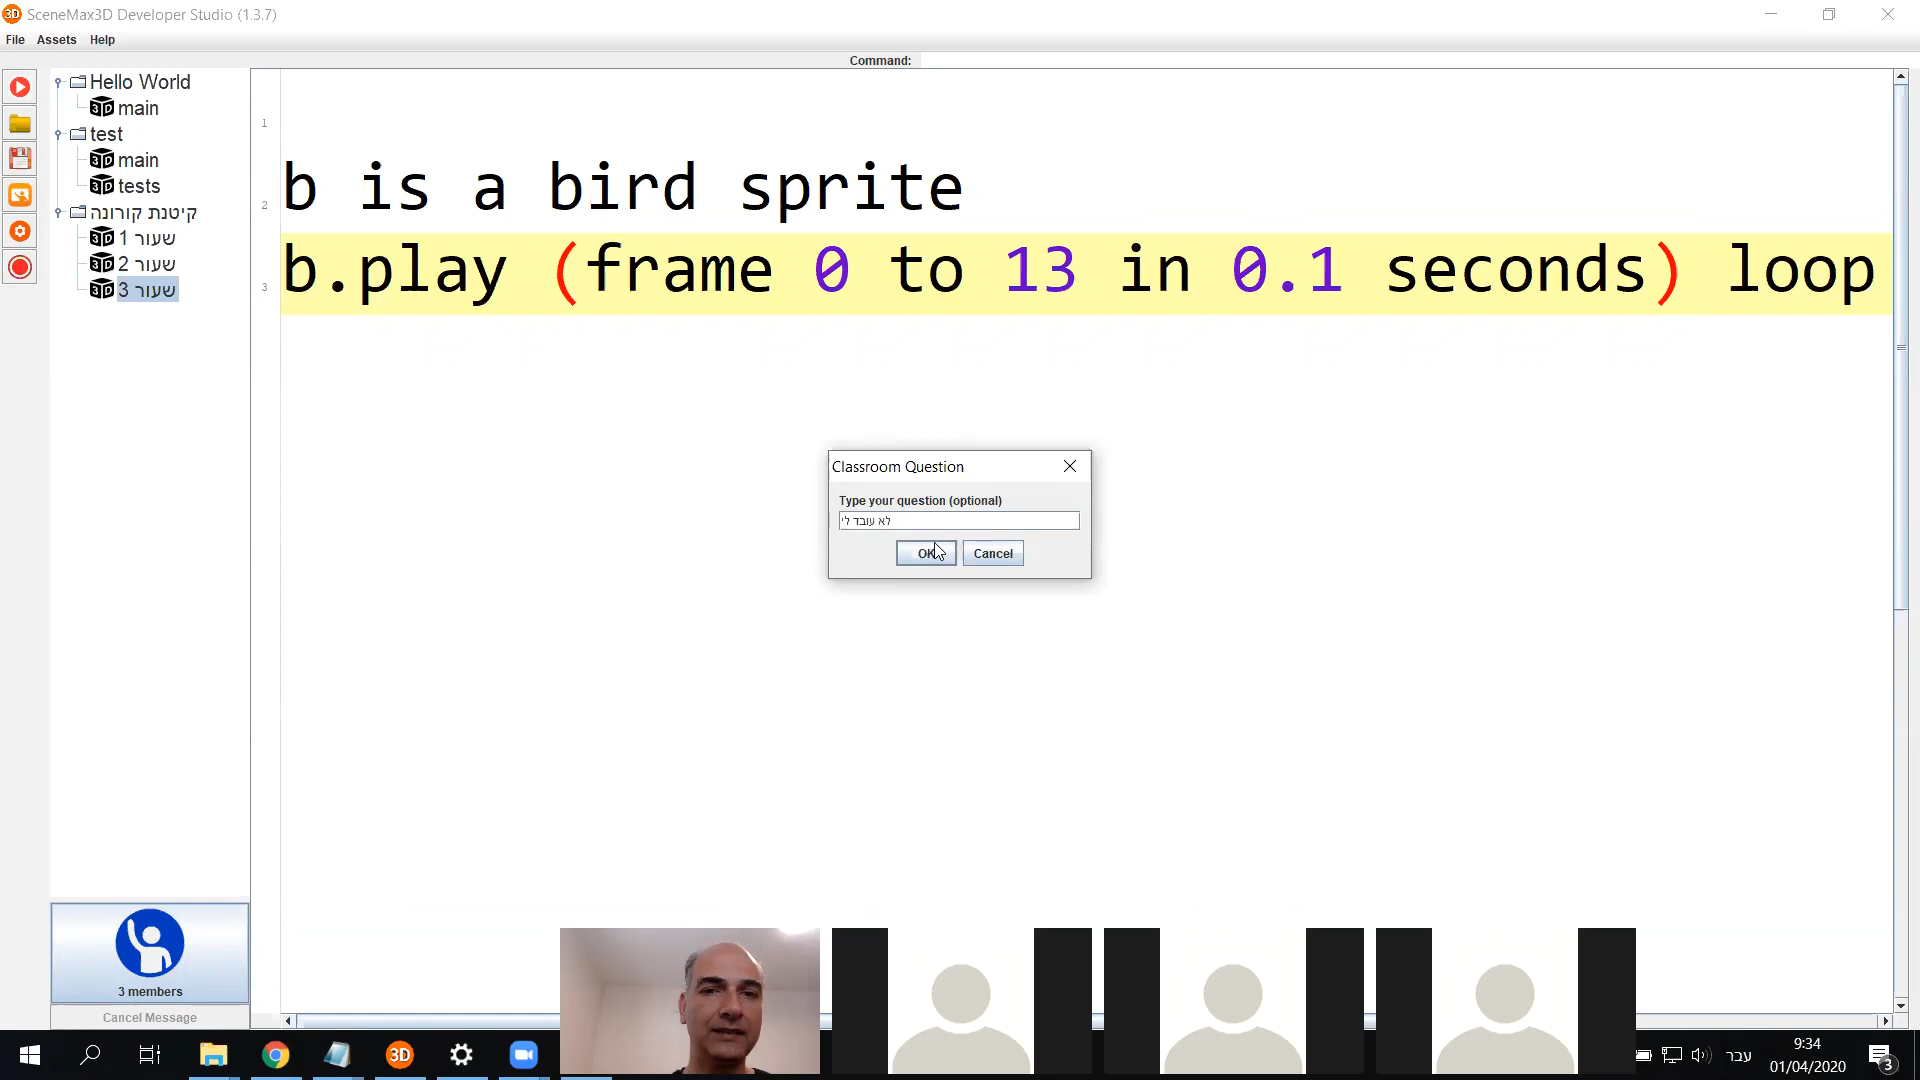 SceneMax3D Developer Studio (1.3.7)
File Assets Help
Command:
Hello World
main
test
main
tests
קיטנת קורונה
שעור 1
שעור 2
שעור 3
1
2
3
b is a bird sprite
b.play (frame 0 to 13 in 0.1 seconds) loop
Classroom Question
Type your question (optional)
לא עובד לי
OK
Cancel
3 members
Cancel Message
3D
עבר
9:34
01/04/2020
3